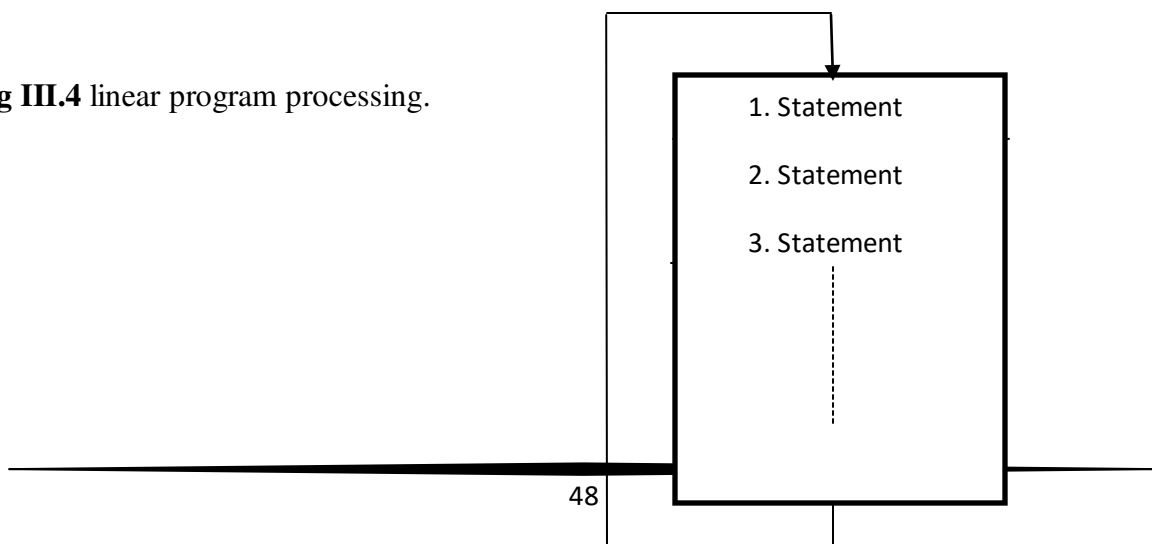 g III.4 linear program processing.
1. Statement
2. Statement
3. Statement
48